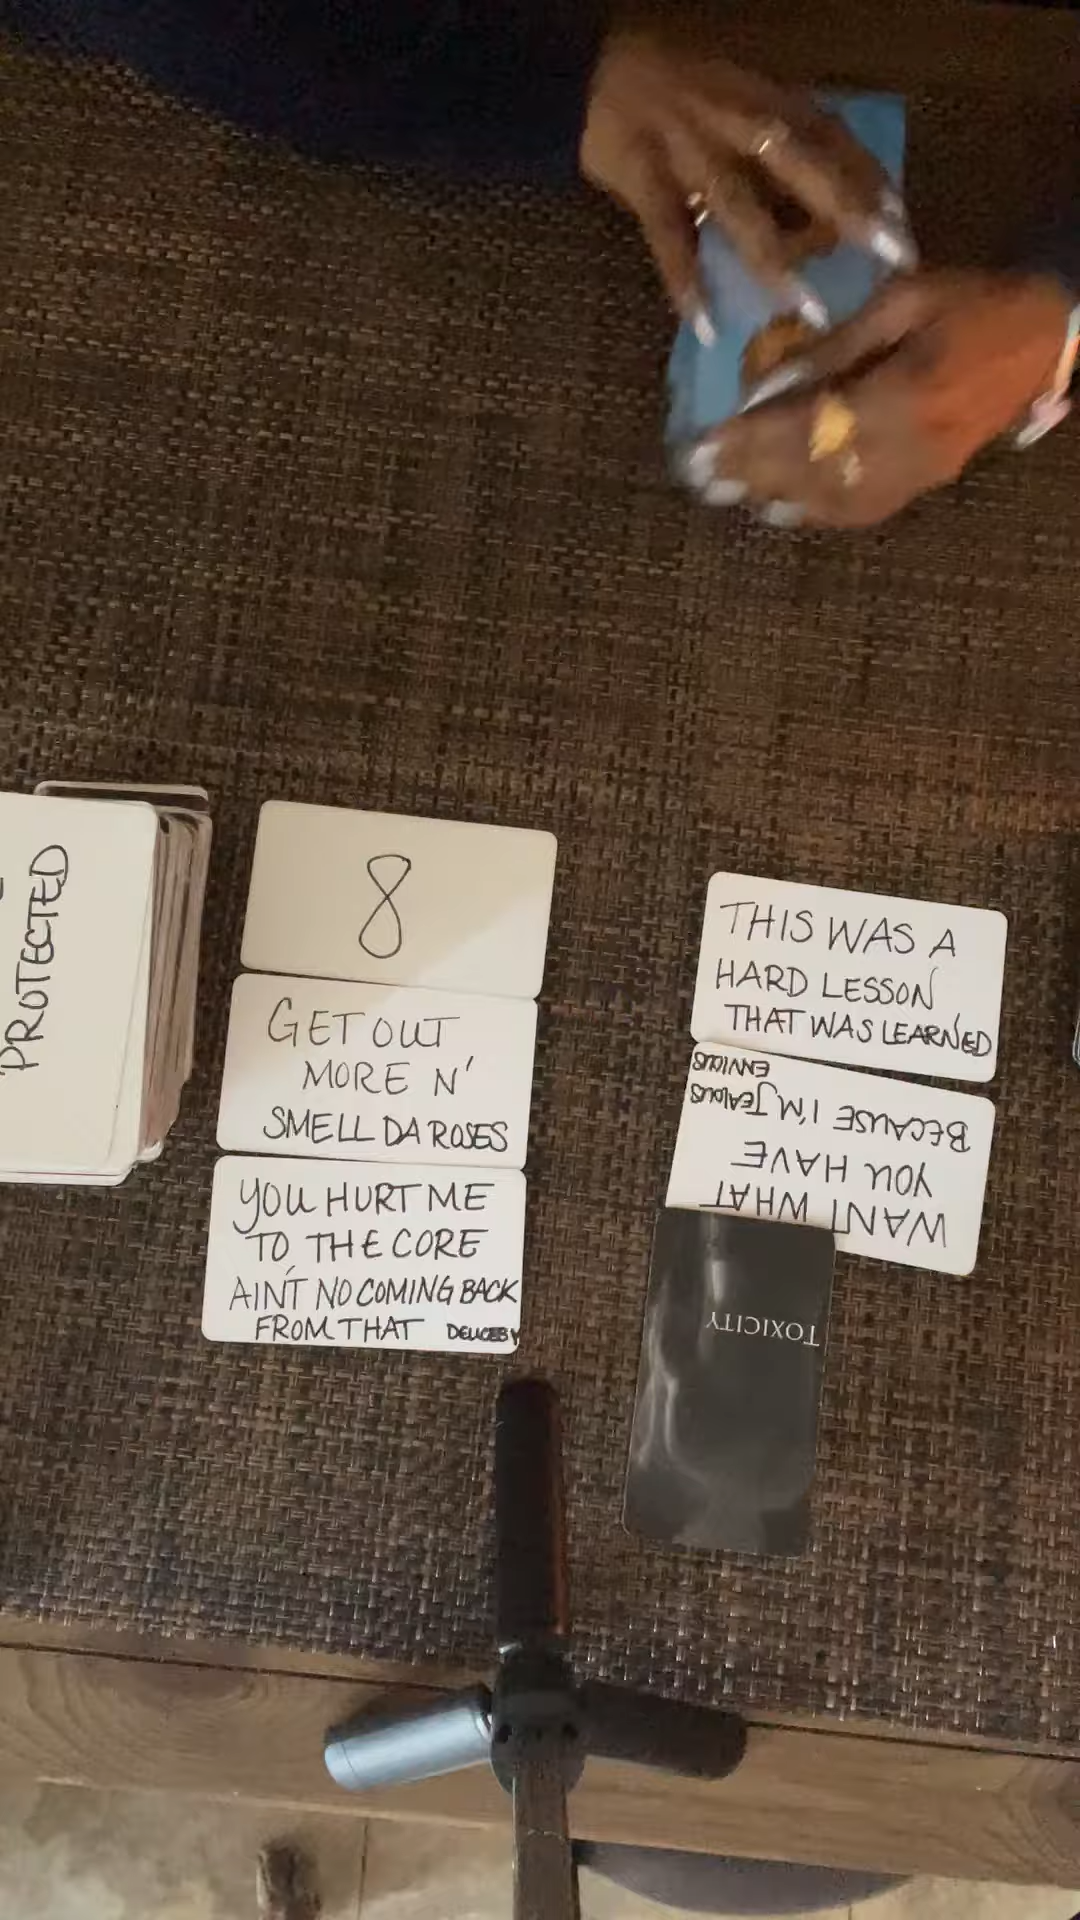 PROTECTED
8
GET OUT
MORE N'
SMELL DA ROSES
YOU HURT ME
TO THE CORE
AIN'T NO COMING BACK
FROM THAT DEUCEBY
THIS WAS A
HARD LESSON
THAT WAS LEARNED
WANT WHAT
YOU HAVE
BECAUSE I'M JEALOUS
ENVIOUS
TOXICITY